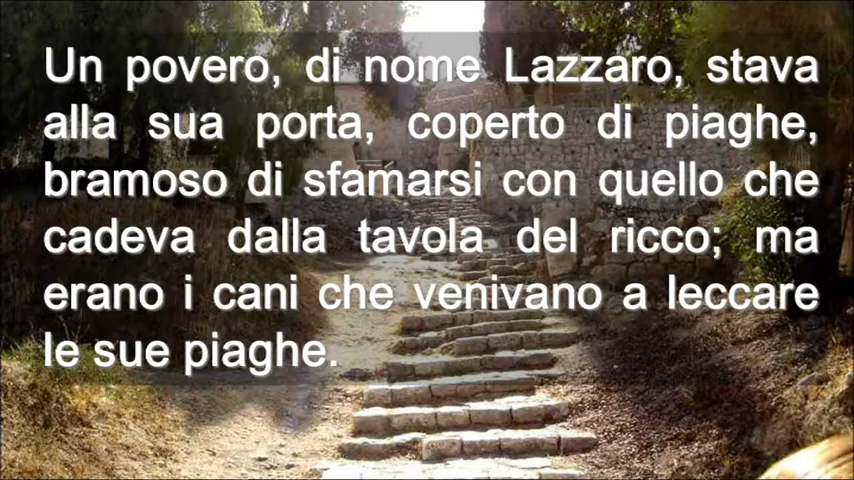 Un povero, di nome Lazzaro, stava
alla sua porta, coperto di piaghe,
bramoso di sfamarsi con quello che
cadeva dalla tavola del ricco; ma
erano i cani che venivano a leccare
le sue piaghe.